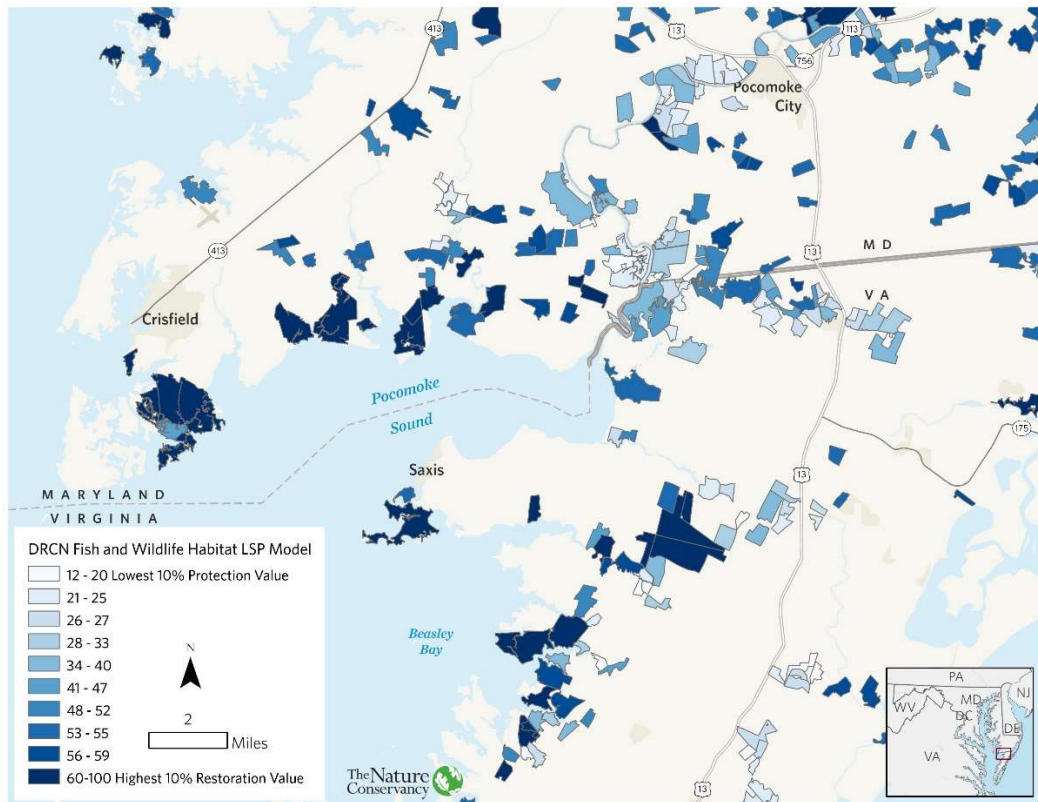 413
13
113
756
Pocomoke
City
413
13
M D
V A
Crisfield
Pocomoke
Sound
175
Saxis
13
MARYLAND
VIRGINIA
DRCN Fish and Wildlife Habitat LSP Model
12 - 20 Lowest 10% Protection Value
21 - 25
26 - 27
28 - 33
34 - 40
41 - 47
48 - 52
53 - 55
56 - 59
60-100 Highest 10% Restoration Value
N
2
Miles
Beasley
Bay
The Nature
Conservancy
13
PA
NJ
MD
WV
DC
DE
VA